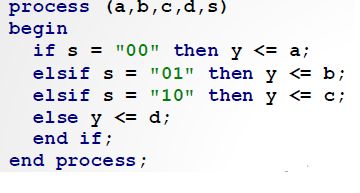 process (a,b,c,d,s)
begin
if s = "00" then y <= a;
elsif s = "01" then y <= b;
elsif s = "10" then y <= c;
else y <= d;
end if;
end process;